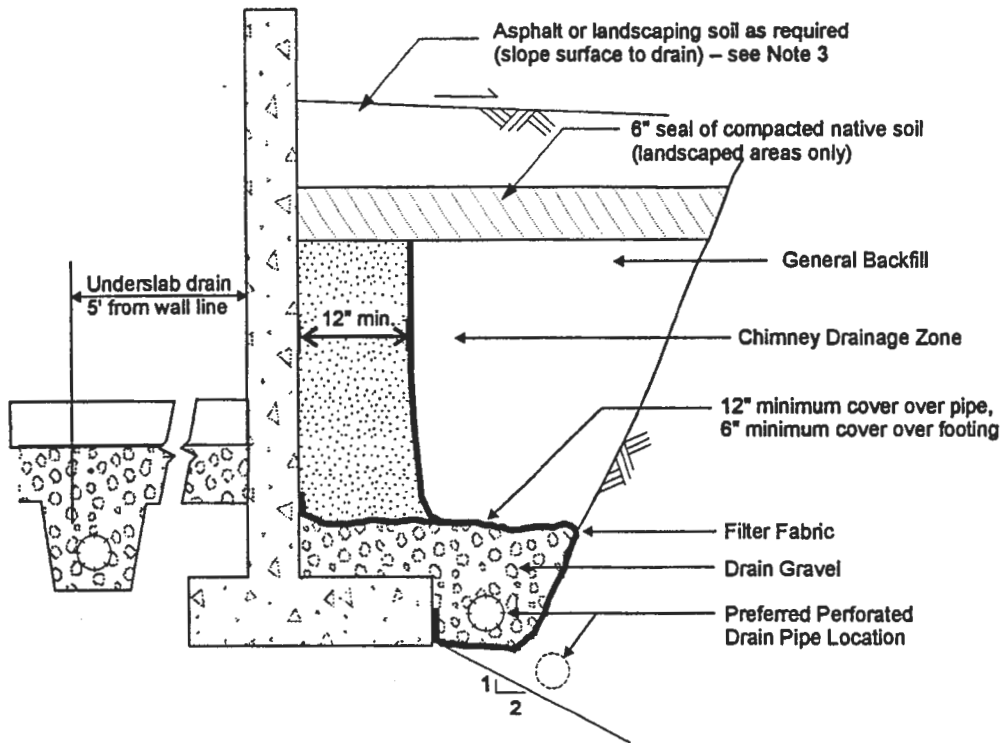 Asphalt or landscaping soil as required
(slope surface to drain) – see Note 3
6" seal of compacted native soil
(landscaped areas only)
General Backfill
Underslab drain
5' from wall line
12" min.
Chimney Drainage Zone
12" minimum cover over pipe,
6" minimum cover over footing
Filter Fabric
Drain Gravel
Preferred Perforated
Drain Pipe Location
1
2